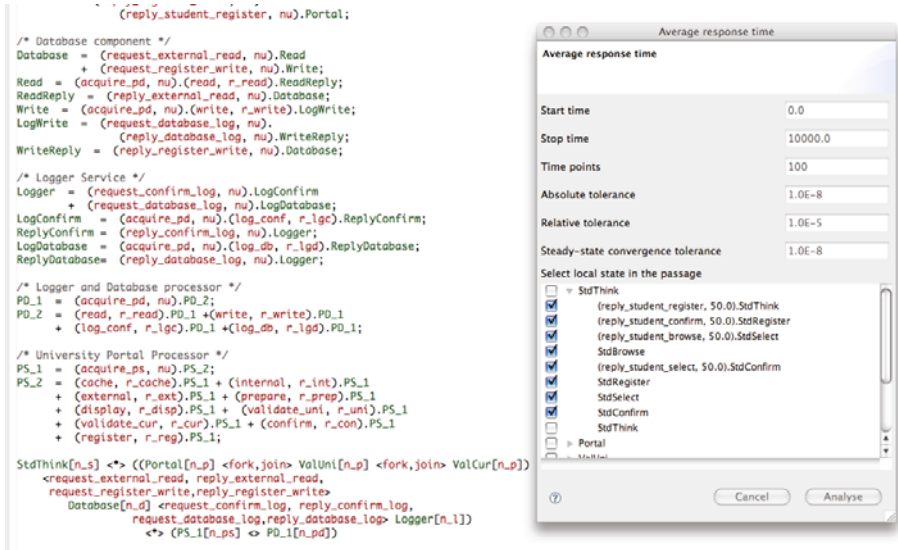 (reply_student_register, nu).Portal;
/* Database component */
Database = (request_external_read, nu).Read
+ (request_register_write, nu).Write;
Read = (acquire_pd, nu).(read, r_read).ReadReply;
ReadReply = (reply_external_read, nu).Database;
Write = (acquire_pd, nu).(write, r_write).LogWrite;
LogWrite = (request_database_log, nu).
(reply_database_log, nu).WriteReply;
WriteReply = (reply_register_write, nu).Database;
/* Logger Service */
Logger = (request_confirm_log, nu).LogConfirm
+ (request_database_log, nu).LogDatabase;
LogConfirm = (acquire_pd, nu).(log_conf, r_lgc).ReplyConfirm;
ReplyConfirm = (reply_confirm_log, nu).Logger;
LogDatabase = (acquire_pd, nu).(log_db, r_lgd).ReplyDatabase;
ReplyDatabase= (reply_database_log, nu).Logger;
/* Logger and Database processor */
PD_1 = (acquire_pd, nu).PD_2;
PD_2 = (read, r_read).PD_1 +(write, r_write).PD_1
+ (log_conf, r_lgc).PD_1 +(log_db, r_lgd).PD_1;
/* University Portal Processor */
PS_1 = (acquire_ps, nu).PS_2;
PS_2 = (cache, r_cache).PS_1 + (internal, r_int).PS_1
+ (external, r_ext).PS_1 + (prepare, r_prep).PS_1
+ (display, r_disp).PS_1 + (validate_uni, r_uni).PS_1
+ (validate_cur, r_cur).PS_1 + (confirm, r_con).PS_1
+ (register, r_reg).PS_1;
StdThink[n_s] <*> ((Portal[n_p] <fork,join> ValUni[n_p] <fork,join> ValCur[n_p])
<request_external_read, reply_external_read,
request_register_write,reply_register_write>
Database[n_d] <request_confirm_log, reply_confirm_log,
request_database_log,reply_database_log> Logger[n_l])
<*> (PS_1[n_ps] <> PD_1[n_pd])
Average response time
Average response time
Start time 0.0
Stop time 10000.0
Time points 100
Absolute tolerance 1.0E-8
Relative tolerance 1.0E-5
Steady-state convergence tolerance 1.0E-8
Select local state in the passage
StdThink
(reply_student_register, 50.0).StdThink
(reply_student_confirm, 50.0).StdRegister
(reply_student_browse, 50.0).StdSelect
StdBrowse
(reply_student_select, 50.0).StdConfirm
StdRegister
StdSelect
StdConfirm
StdThink
Portal
Cancel Analyse